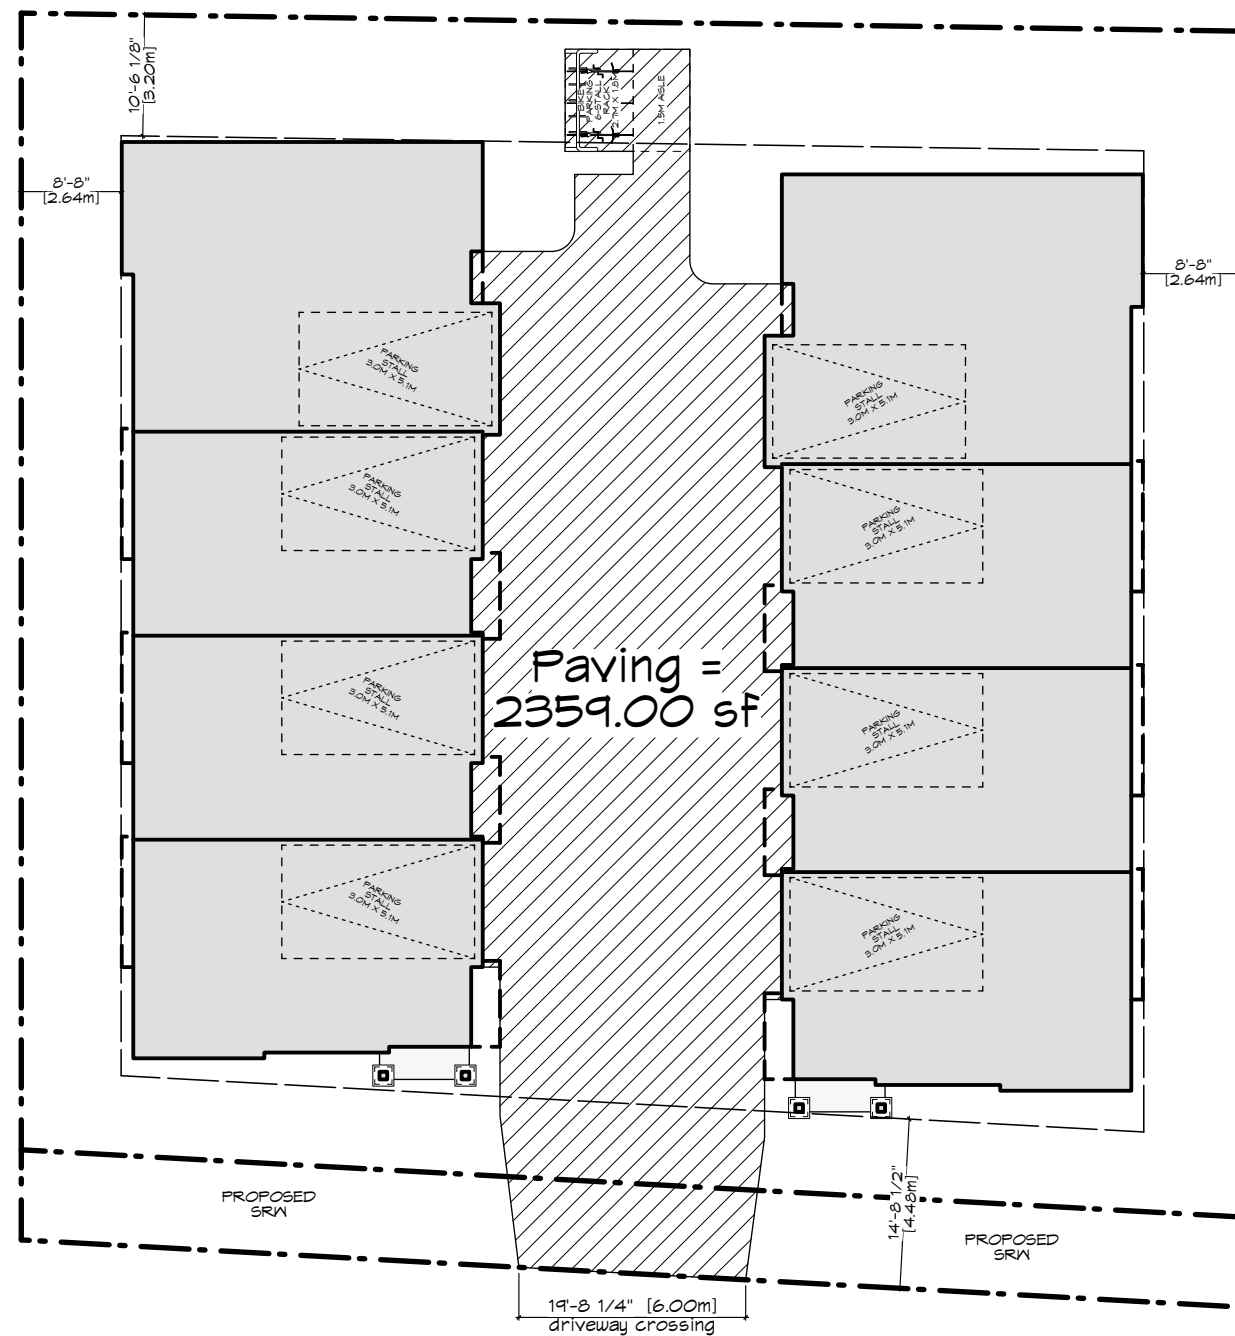 10'-6 1/8"
[3.20m]
BIKE
PARKING
6-STALL
RACK
2.7M X 1.8M
1.5M AISLE
8'-8"
[2.64m]
8'-8"
[2.64m]
PARKING
STALL
3.0M X 5.1M
PARKING
STALL
3.0M X 5.1M
PARKING
STALL
3.0M X 5.1M
PARKING
STALL
3.0M X 5.1M
Paving =
2359.00 sf
PARKING
STALL
3.0M X 5.1M
PARKING
STALL
3.0M X 5.1M
PARKING
STALL
3.0M X 5.1M
PARKING
STALL
3.0M X 5.1M
PROPOSED
SRW
14'-8 1/2"
[4.48m]
PROPOSED
SRW
19'-8 1/4" [6.00m]
driveway crossing